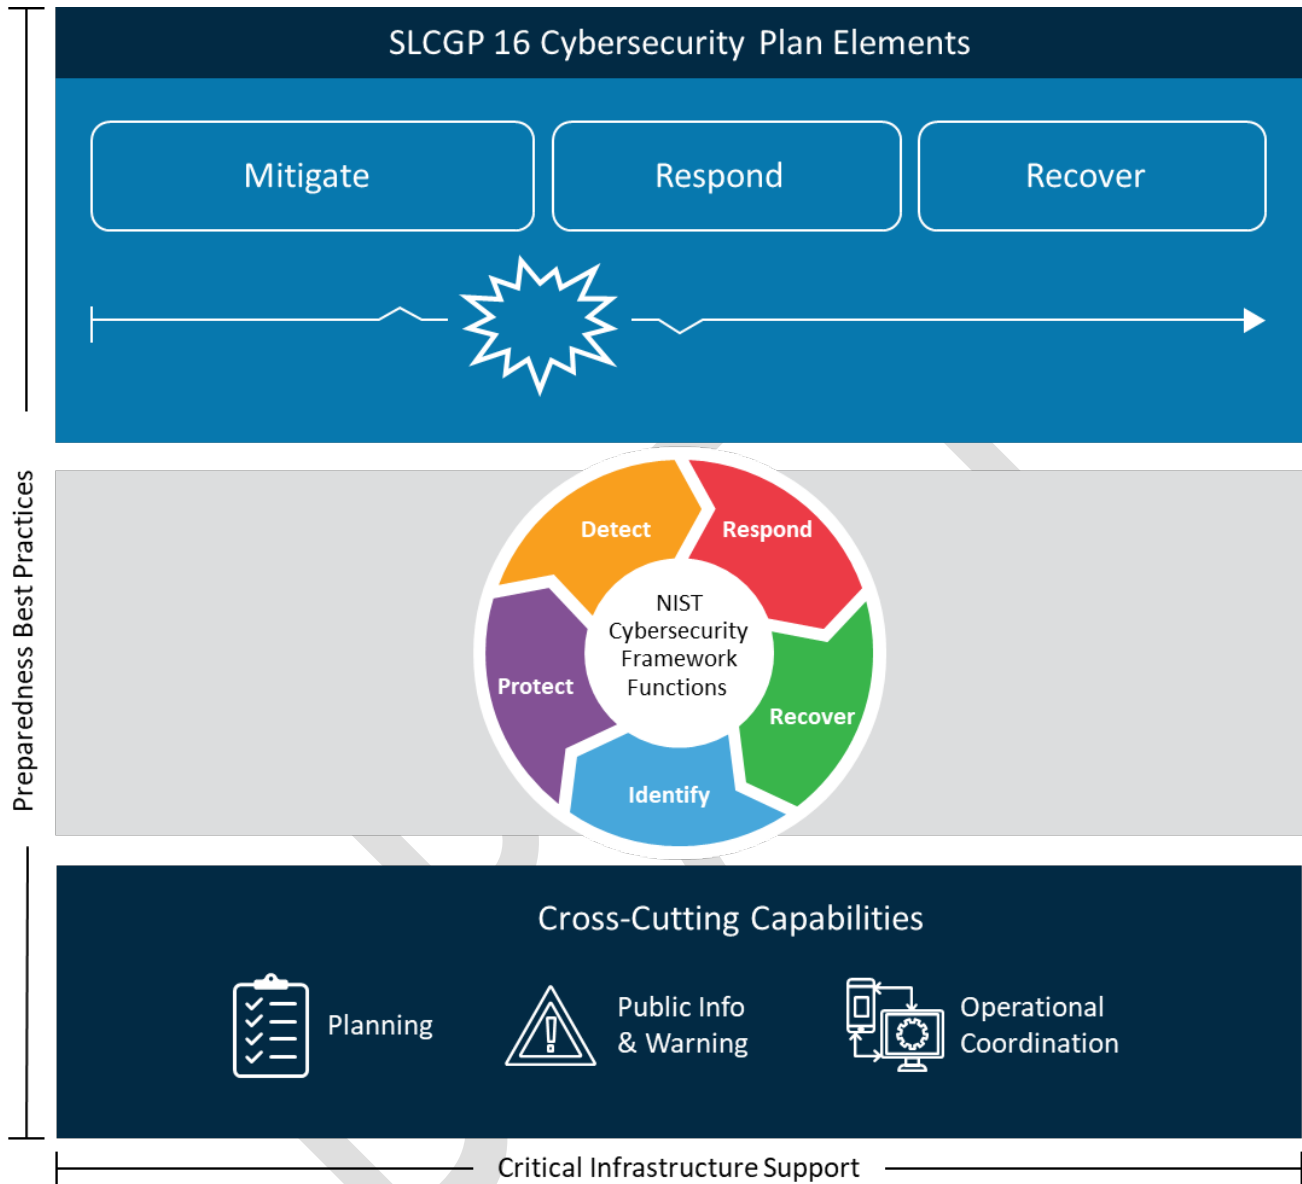 SLCGP 16 Cybersecurity Plan Elements
Mitigate
Respond
Recover
Preparedness Best Practices
Detect
Respond
NIST
Cybersecurity
Framework
Functions
Protect
Recover
Identify
Cross-Cutting Capabilities
Planning
Public Info
& Warning
Operational
Coordination
Critical Infrastructure Support